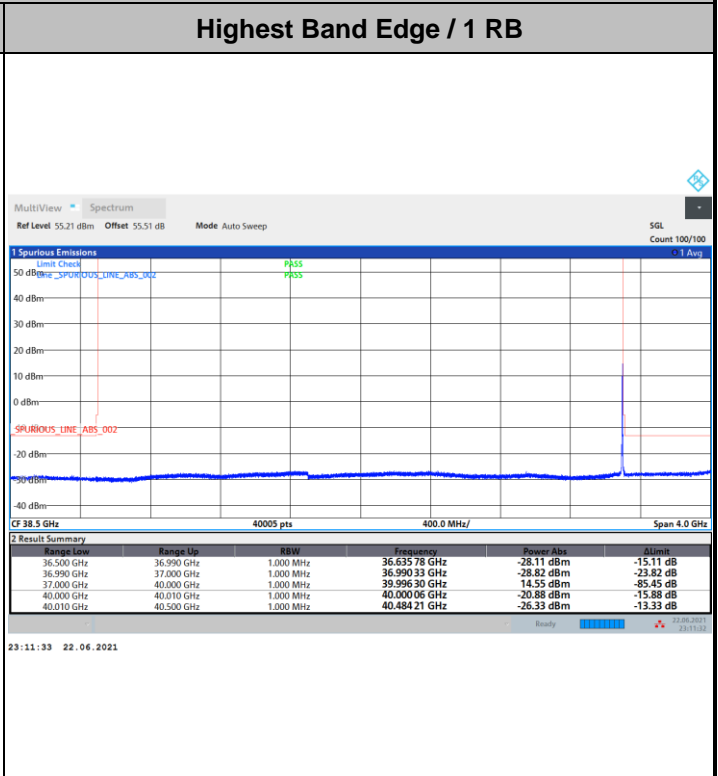 Highest Band Edge / 1 RB
MultiView Spectrum
Ref Level 55.21 dBm Offset 55.51 dB Mode Auto Sweep SGL
Count 100/100
1 Spurious Emissions 1 Avg
Limit Check PASS
50 dBm Line _SPURIOUS_LINE_ABS_002 PASS
40 dBm
30 dBm
20 dBm
10 dBm
0 dBm
_SPURIOUS_LINE_ABS_002
-20 dBm
-30 dBm
-40 dBm
CF 38.5 GHz 40005 pts 400.0 MHz/ Span 4.0 GHz
2 Result Summary
Range Low Range Up RBW Frequency Power Abs ΔLimit
36.500 GHz 36.990 GHz 1.000 MHz 36.635 78 GHz -28.11 dBm -15.11 dB
36.990 GHz 37.000 GHz 1.000 MHz 36.990 33 GHz -28.82 dBm -23.82 dB
37.000 GHz 40.000 GHz 1.000 MHz 39.996 30 GHz 14.55 dBm -85.45 dB
40.000 GHz 40.010 GHz 1.000 MHz 40.000 06 GHz -20.88 dBm -15.88 dB
40.010 GHz 40.500 GHz 1.000 MHz 40.484 21 GHz -26.33 dBm -13.33 dB
Ready 22.06.2021
23:11:32
23:11:33 22.06.2021